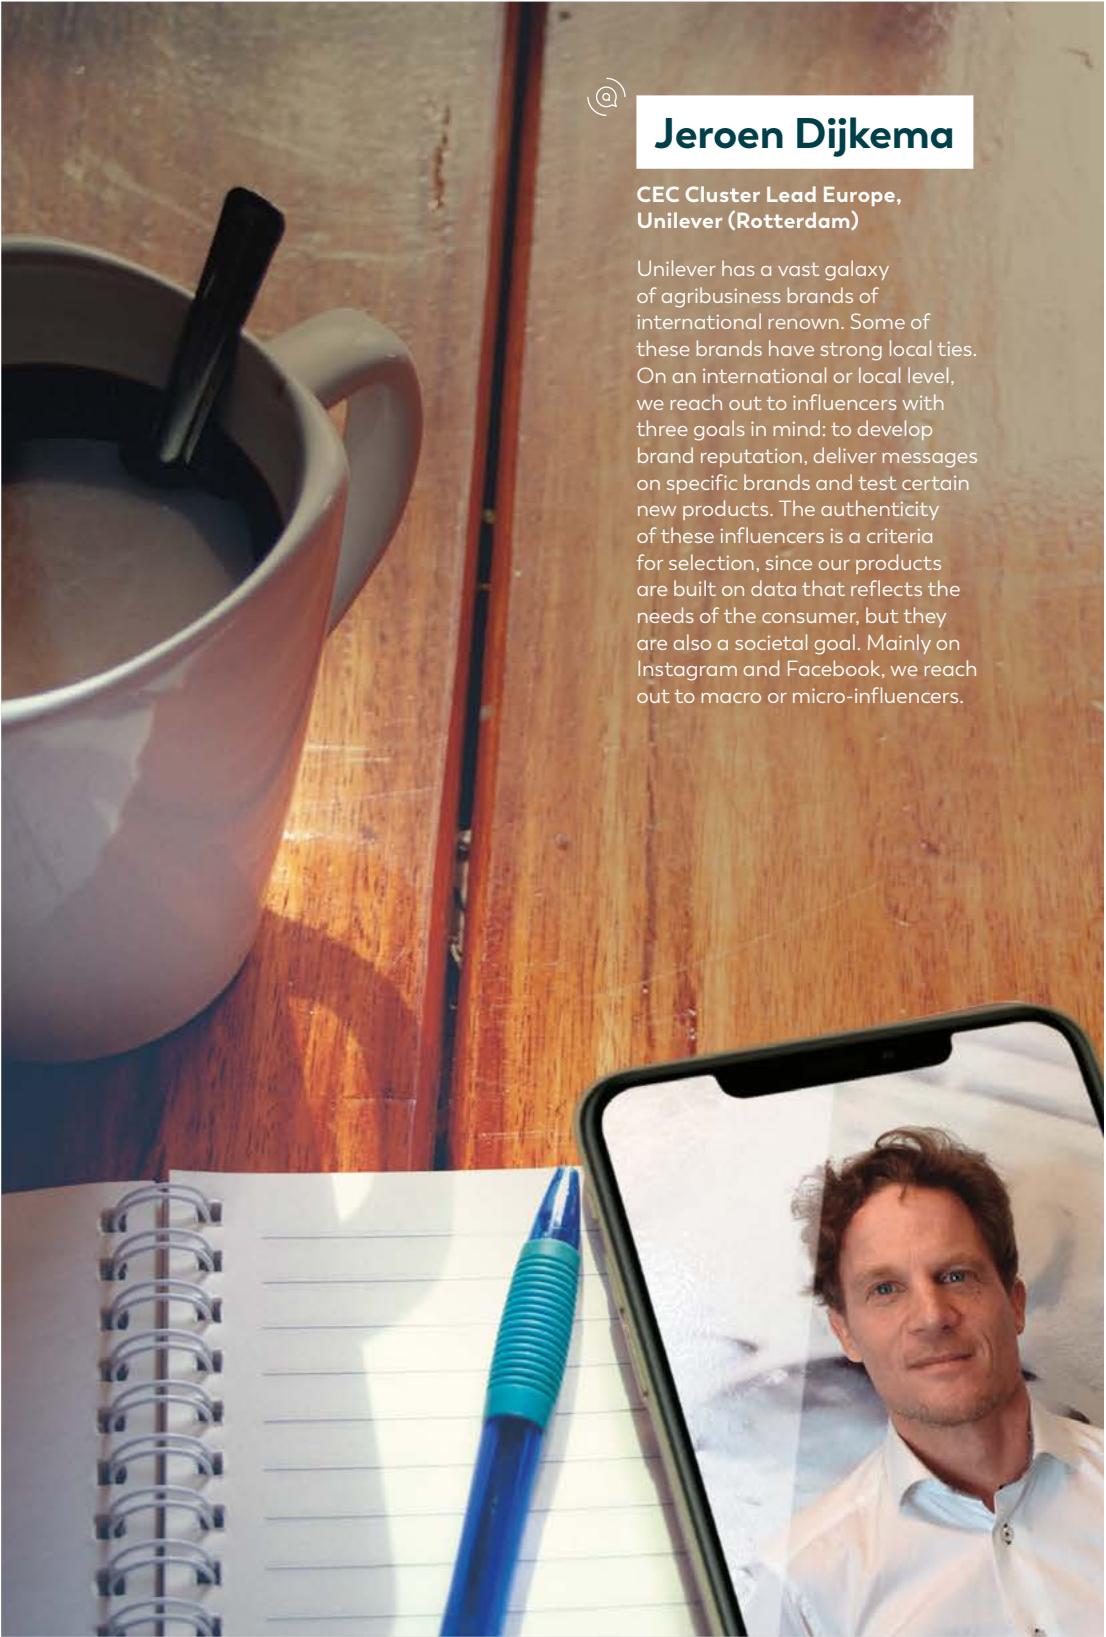 Jeroen Dijkema
CEC Cluster Lead Europe,
Unilever (Rotterdam)
Unilever has a vast galaxy
of agribusiness brands of
international renown. Some of
these brands have strong local ties.
On an international or local level,
we reach out to influencers with
three goals in mind: to develop
brand reputation, deliver messages
on specific brands and test certain
new products. The authenticity
of these influencers is a criteria
for selection, since our products
are built on data that reflects the
needs of the consumer, but they
are also a societal goal. Mainly on
Instagram and Facebook, we reach
out to macro or micro-influencers.